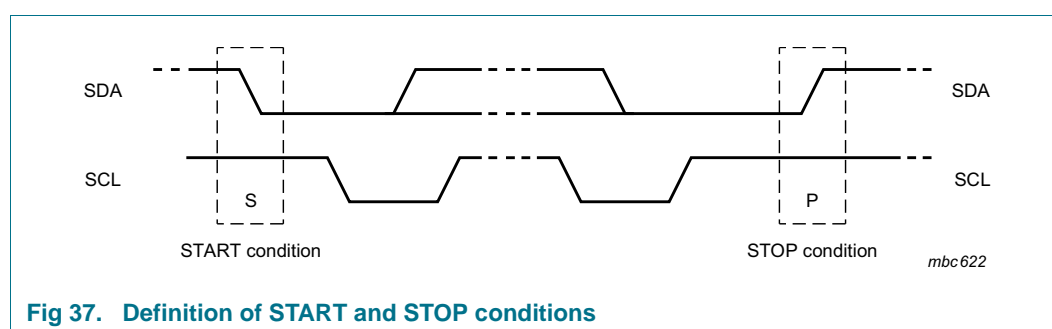 SDA
SDA
SCL
SCL
S
P
START condition
STOP condition
mbc622
Fig 37. Definition of START and STOP conditions